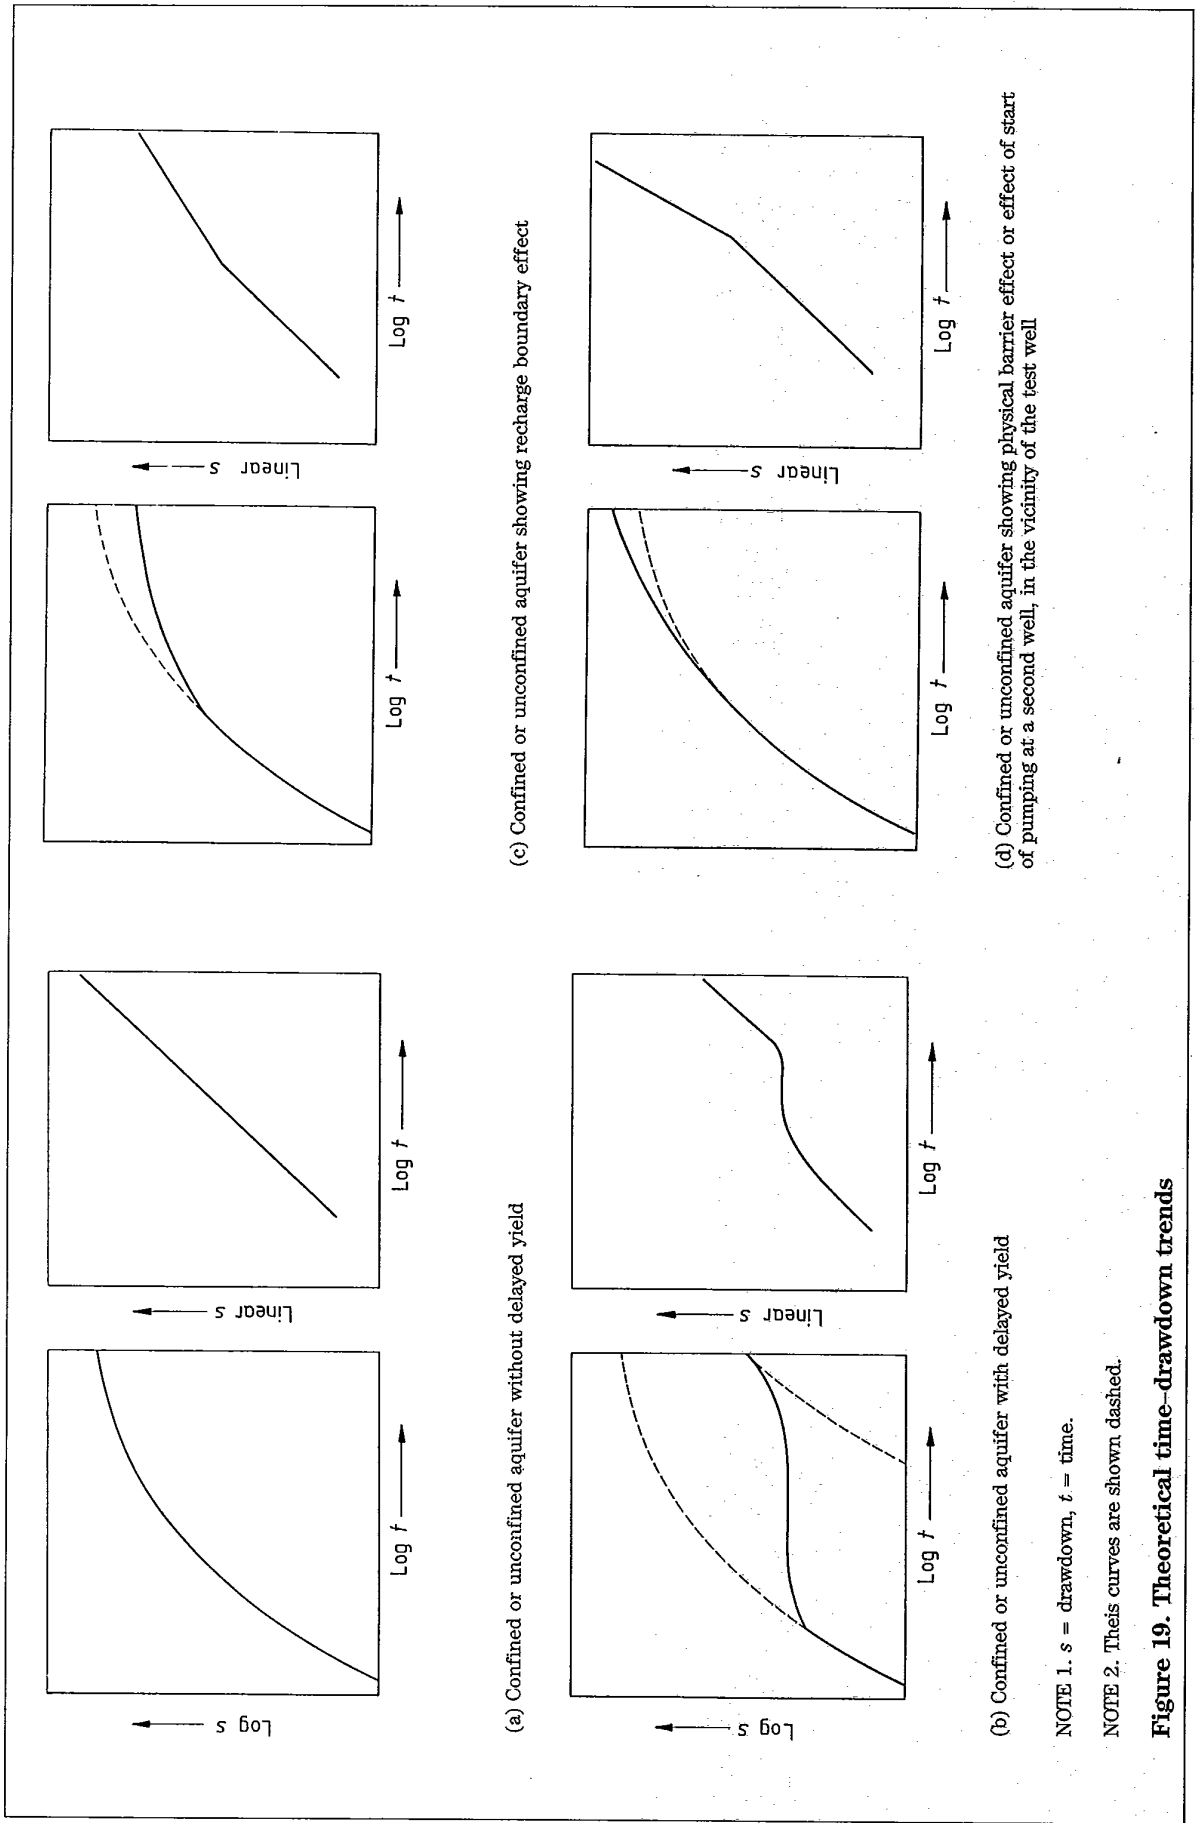 Log s
Log t
Linear s
Log t
(a) Confined or unconfined aquifer without delayed yield
Linear s
Log t
Log t
(c) Confined or unconfined aquifer showing recharge boundary effect
Log s
Log t
Linear s
Log t
(b) Confined or unconfined aquifer with delayed yield
Log t
Linear s
Log t
(d) Confined or unconfined aquifer showing physical barrier effect or effect of start
of pumping at a second well, in the vicinity of the test well
NOTE 1. s = drawdown, t = time.
NOTE 2. Theis curves are shown dashed.
Figure 19. Theoretical time–drawdown trends